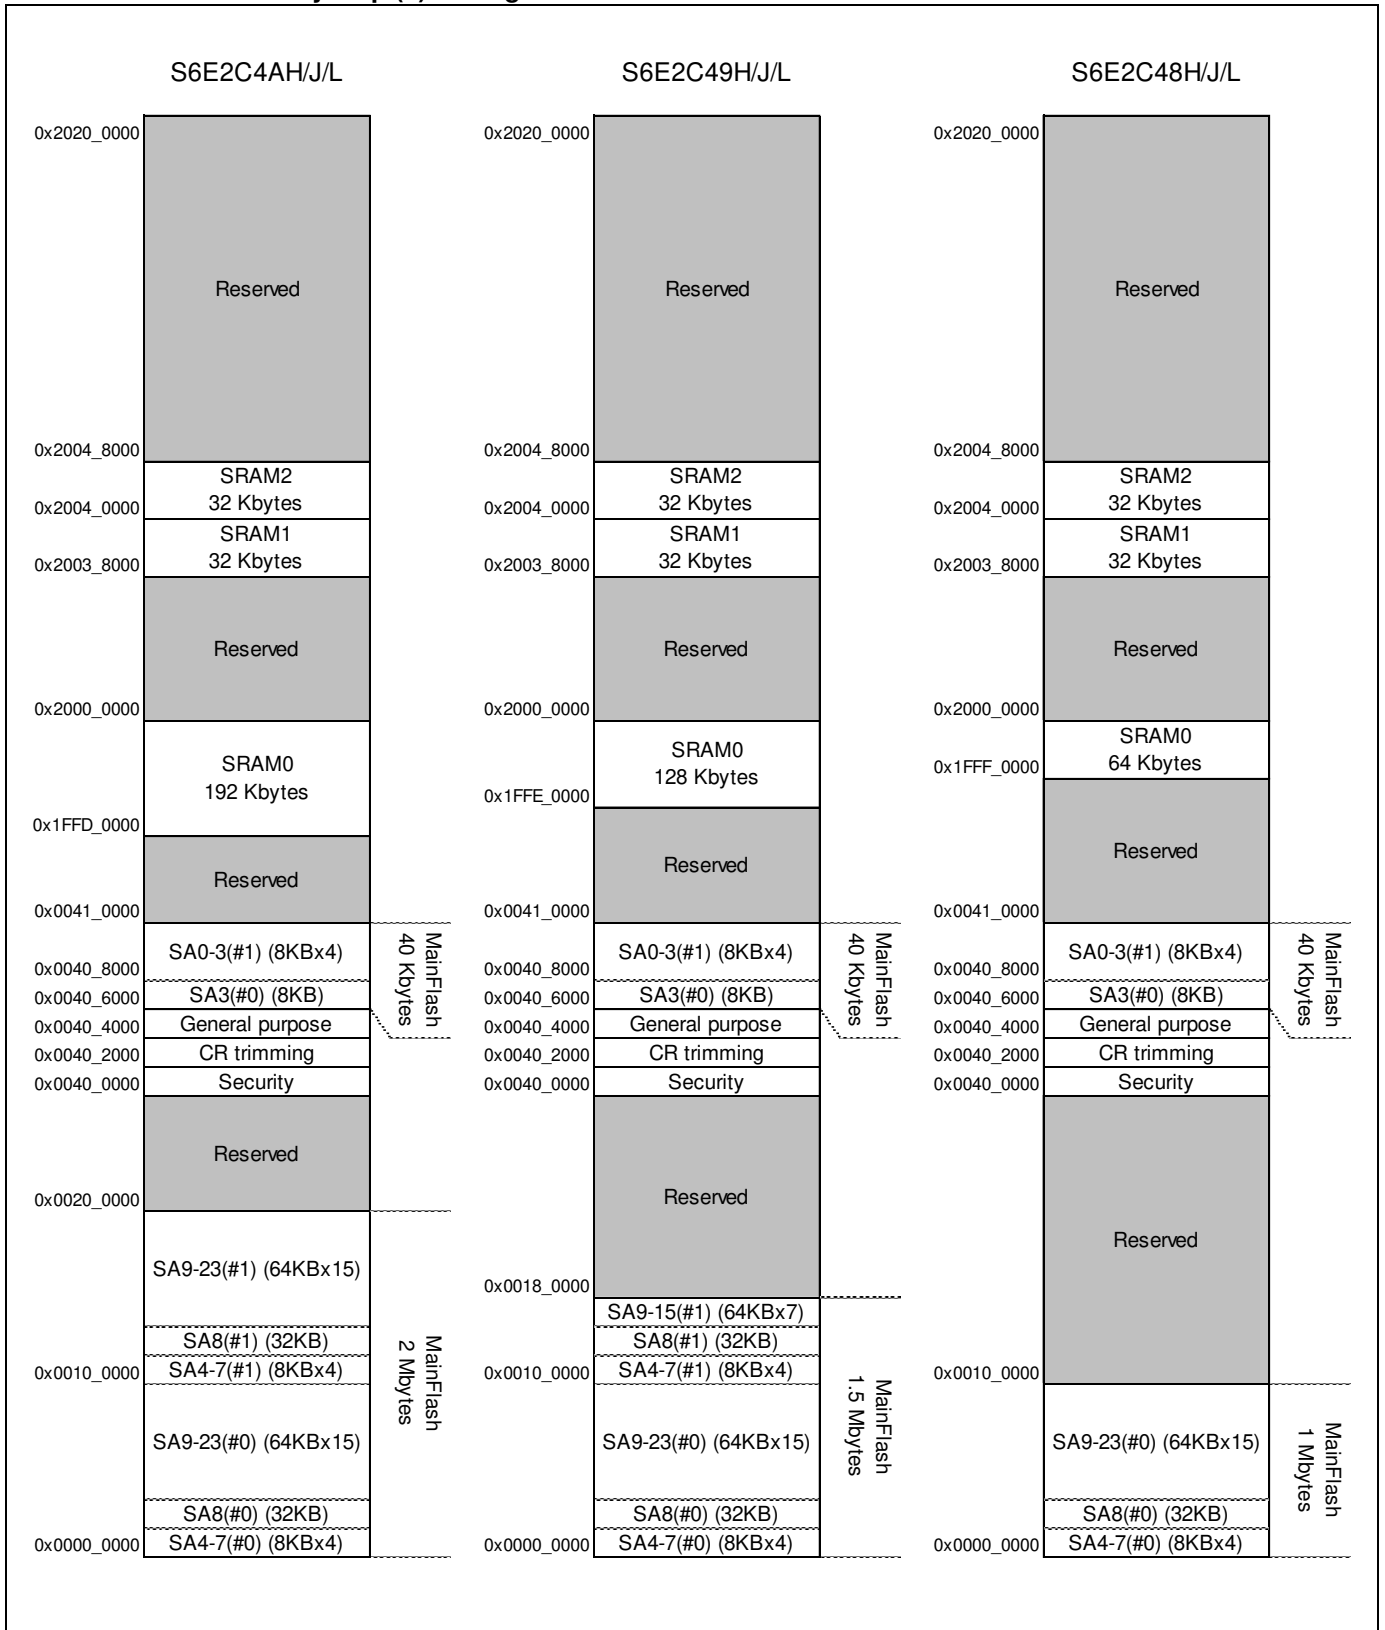 S6E2C4AH/J/L
0x2020_0000
Reserved
0x2004_8000
SRAM2
32 Kbytes
0x2004_0000
SRAM1
32 Kbytes
0x2003_8000
Reserved
0x2000_0000
SRAM0
192 Kbytes
0x1FFD_0000
Reserved
0x0041_0000
SA0-3(#1) (8KBx4)
0x0040_8000
SA3(#0) (8KB)
0x0040_6000
General purpose
0x0040_4000
CR trimming
0x0040_2000
Security
0x0040_0000
MainFlash
40 Kbytes
Reserved
0x0020_0000
SA9-23(#1) (64KBx15)
SA8(#1) (32KB)
SA4-7(#1) (8KBx4)
0x0010_0000
SA9-23(#0) (64KBx15)
SA8(#0) (32KB)
SA4-7(#0) (8KBx4)
0x0000_0000
MainFlash
2 Mbytes
S6E2C49H/J/L
0x2020_0000
Reserved
0x2004_8000
SRAM2
32 Kbytes
0x2004_0000
SRAM1
32 Kbytes
0x2003_8000
Reserved
0x2000_0000
SRAM0
128 Kbytes
0x1FFE_0000
Reserved
0x0041_0000
SA0-3(#1) (8KBx4)
0x0040_8000
SA3(#0) (8KB)
0x0040_6000
General purpose
0x0040_4000
CR trimming
0x0040_2000
Security
0x0040_0000
MainFlash
40 Kbytes
Reserved
0x0018_0000
SA9-15(#1) (64KBx7)
SA8(#1) (32KB)
SA4-7(#1) (8KBx4)
0x0010_0000
SA9-23(#0) (64KBx15)
SA8(#0) (32KB)
SA4-7(#0) (8KBx4)
0x0000_0000
MainFlash
1.5 Mbytes
S6E2C48H/J/L
0x2020_0000
Reserved
0x2004_8000
SRAM2
32 Kbytes
0x2004_0000
SRAM1
32 Kbytes
0x2003_8000
Reserved
0x2000_0000
SRAM0
64 Kbytes
0x1FFF_0000
Reserved
0x0041_0000
SA0-3(#1) (8KBx4)
0x0040_8000
SA3(#0) (8KB)
0x0040_6000
General purpose
0x0040_4000
CR trimming
0x0040_2000
Security
0x0040_0000
MainFlash
40 Kbytes
Reserved
0x0010_0000
SA9-23(#0) (64KBx15)
SA8(#0) (32KB)
SA4-7(#0) (8KBx4)
0x0000_0000
MainFlash
1 Mbytes